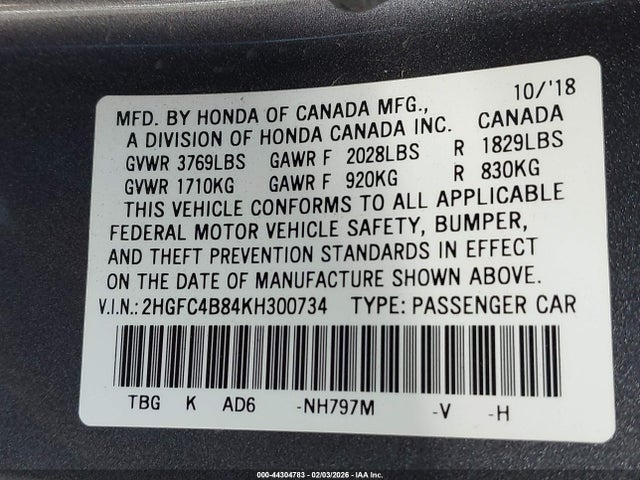 10/'18
MFD. BY HONDA OF CANADA MFG., CANADA
A DIVISION OF HONDA CANADA INC.
GVWR 3769LBS GAWR F 2028LBS R 1829LBS
GVWR 1710KG GAWR F 920KG R 830KG
THIS VEHICLE CONFORMS TO ALL APPLICABLE
FEDERAL MOTOR VEHICLE SAFETY, BUMPER,
AND THEFT PREVENTION STANDARDS IN EFFECT
ON THE DATE OF MANUFACTURE SHOWN ABOVE.
V.I.N.: 2HGFC4B84KH300734 TYPE: PASSENGER CAR
TBG K AD6 -NH797M -V -H
000-44304783 - 02/03/2026 - IAA Inc.